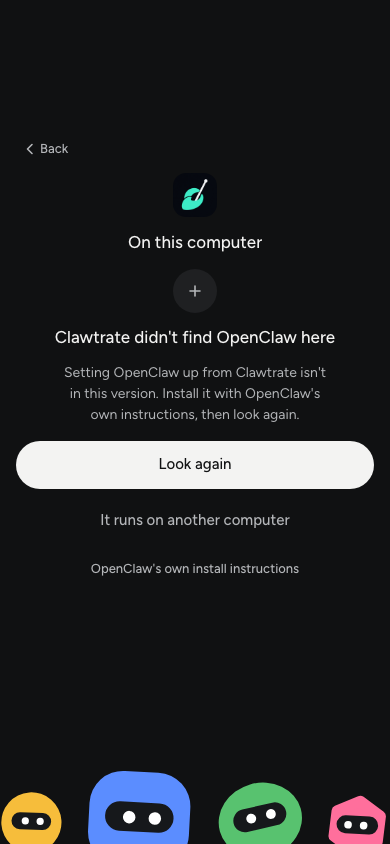 Back
On this computer
Clawtrate didn't find OpenClaw here
Setting OpenClaw up from Clawtrate isn't
in this version. Install it with OpenClaw's
own instructions, then look again.
Look again
It runs on another computer
OpenClaw's own install instructions